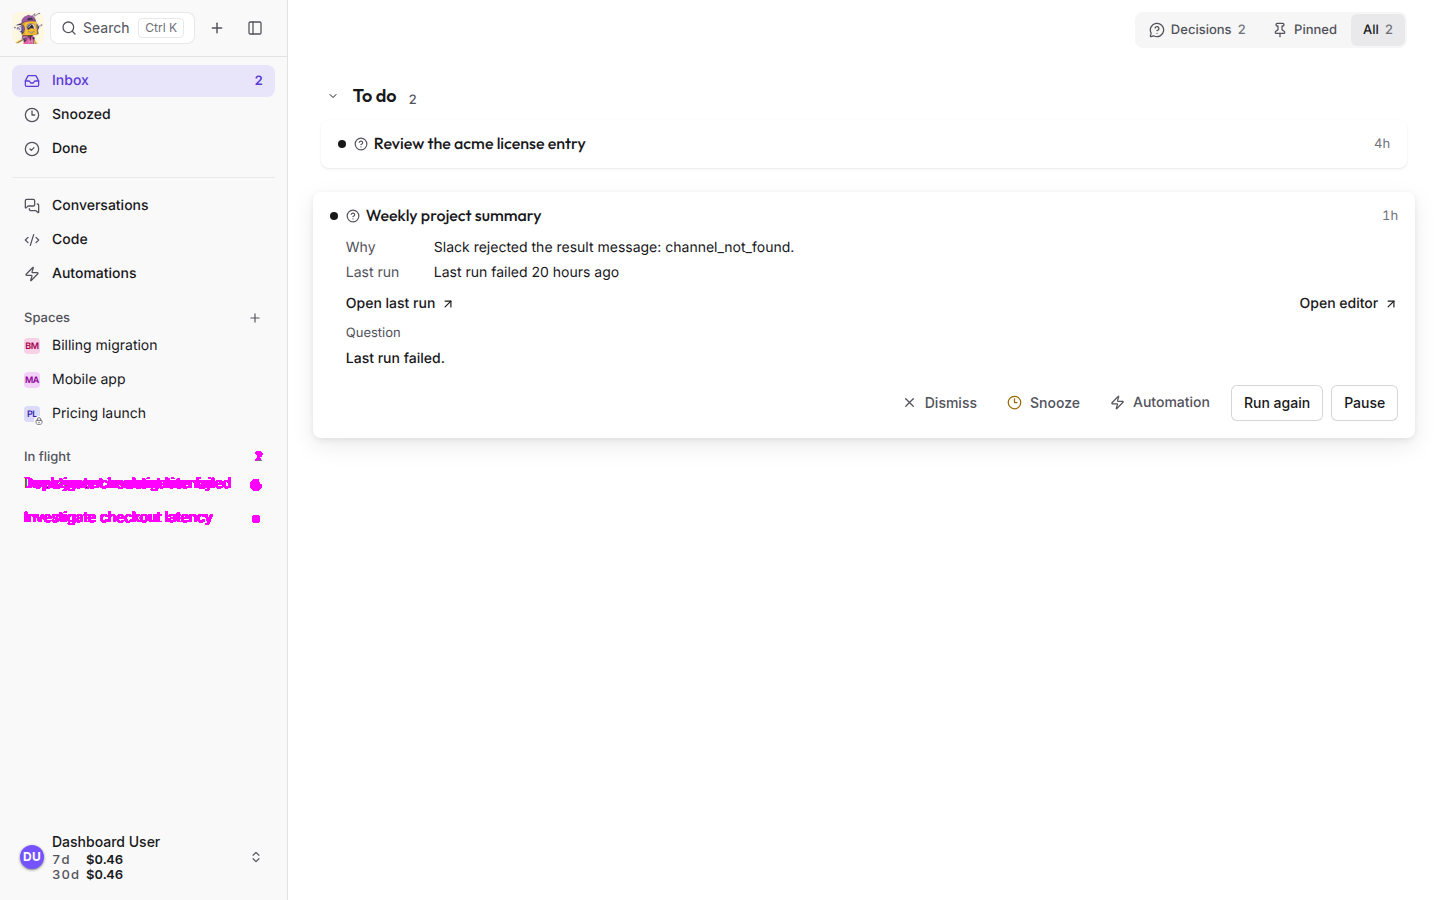 Search Ctrl K
Decisions 2 Pinned All 2
Inbox 2
Snoozed
Done
Conversations
Code
Automations
Spaces
BM Billing migration
MA Mobile app
PL Pricing launch
In flight
Investigate checkout latency
To do 2
Review the acme license entry 4h
Weekly project summary 1h
Why Slack rejected the result message: channel_not_found.
Last run Last run failed 20 hours ago
Open last run Open editor
Question
Last run failed.
Dismiss Snooze Automation Run again Pause
DU Dashboard User
7d $0.46
30d $0.46